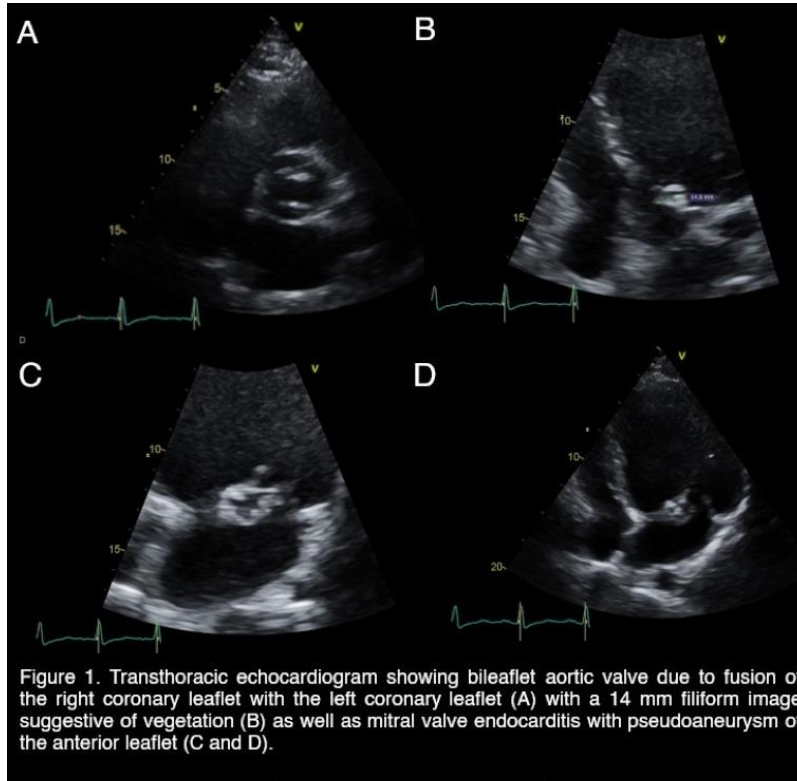 A
V
5
10
15
D
B
V
10
15
C
V
10
15
D
V
10
20
Figure 1. Transthoracic echocardiogram showing bileaflet aortic valve due to fusion o
the right coronary leaflet with the left coronary leaflet (A) with a 14 mm filiform image
suggestive of vegetation (B) as well as mitral valve endocarditis with pseudoaneurysm o
the anterior leaflet (C and D).